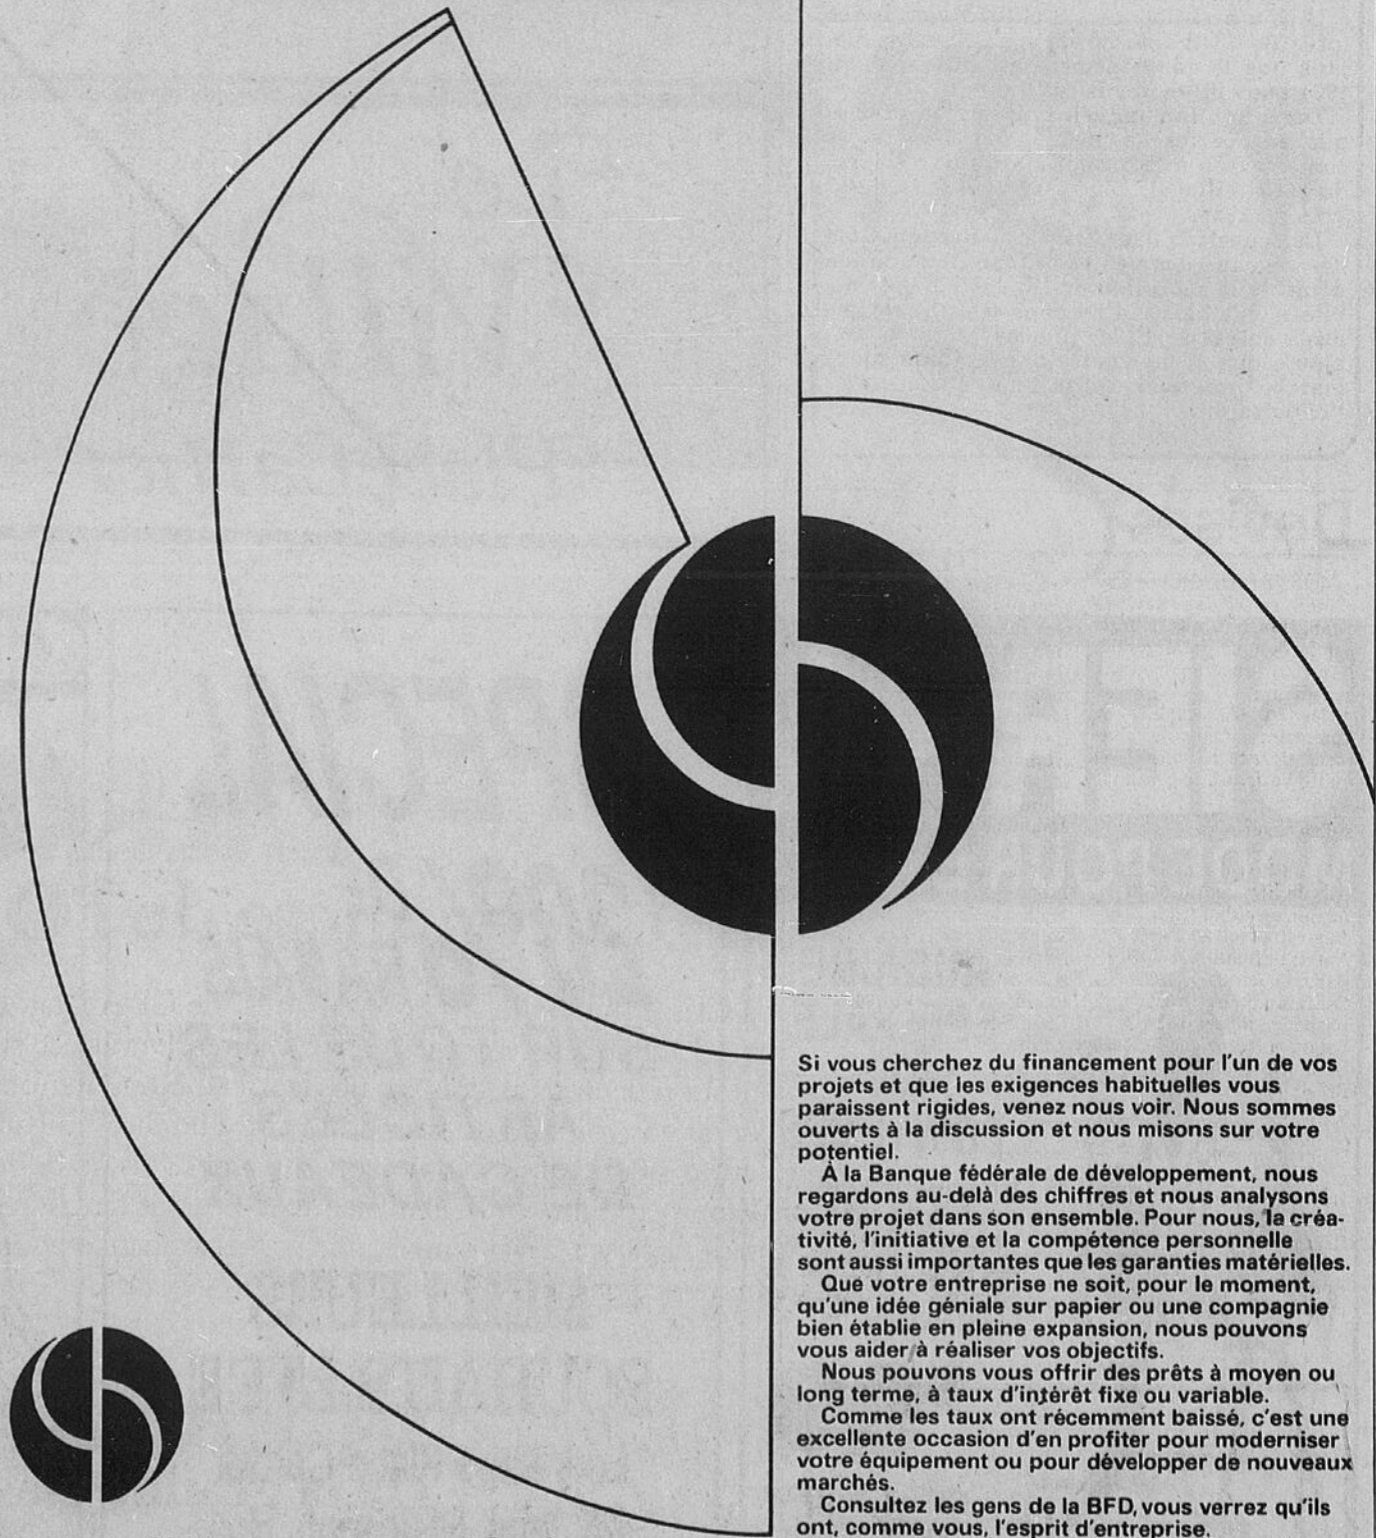 Si vous cherchez du financement pour l'un de vos
projets et que les exigences habituelles vous
paraissent rigides, venez nous voir. Nous sommes
ouverts à la discussion et nous misons sur votre
potentiel.
À la Banque fédérale de développement, nous
regardons au-delà des chiffres et nous analysons
votre projet dans son ensemble. Pour nous, la créa-
tivité, l'initiative et la compétence personnelle
sont aussi importantes que les garanties matérielles.
Que votre entreprise ne soit, pour le moment,
qu'une idée géniale sur papier ou une compagnie
bien établie en pleine expansion, nous pouvons
vous aider à réaliser vos objectifs.
Nous pouvons vous offrir des prêts à moyen ou
long terme, à taux d'intérêt fixe ou variable.
Comme les taux ont récemment baissé, c'est une
excellente occasion d'en profiter pour moderniser
votre équipement ou pour développer de nouveaux
marchés.
Consultez les gens de la BFD, vous verrez qu'ils
ont, comme vous, l'esprit d'entreprise.